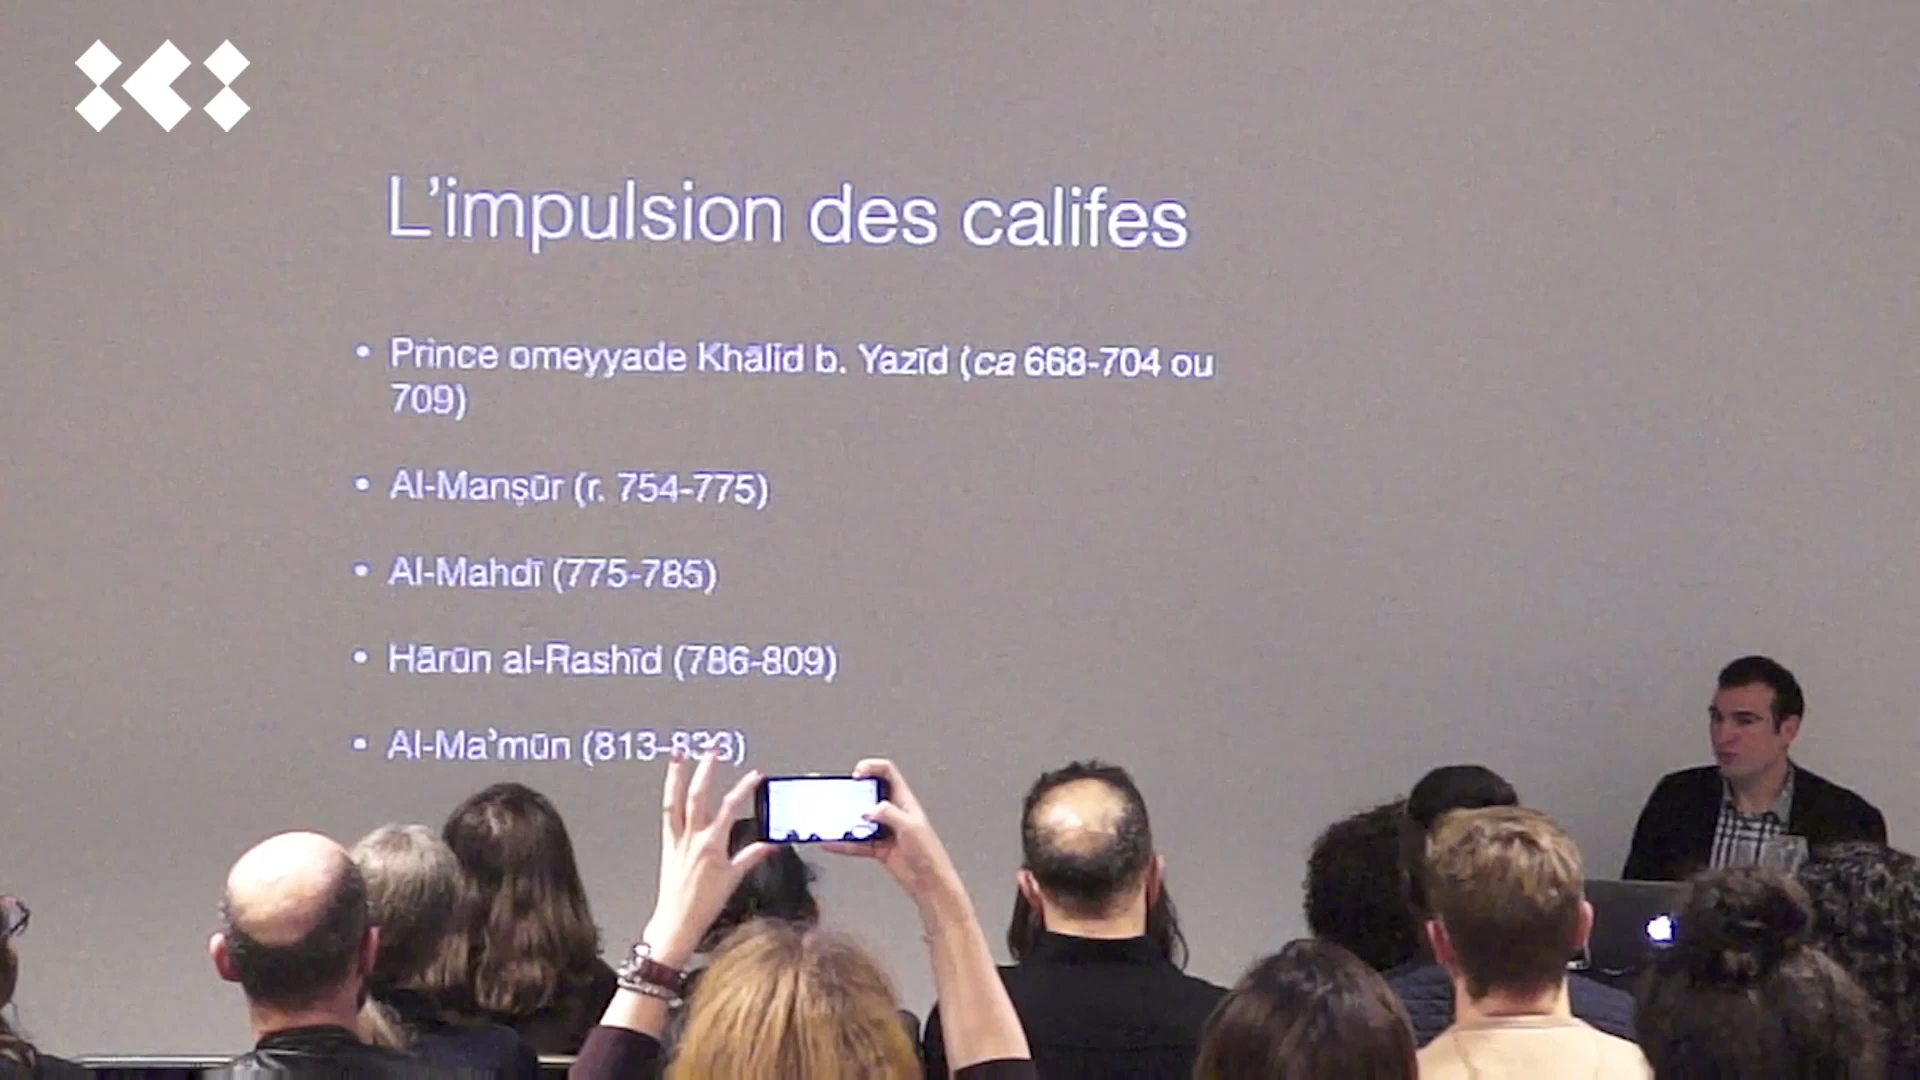 L'impulsion des califes
• Prince omeyyade Khālid b. Yazīd (ca 668-704 ou
709)
• Al-Manṣūr (r. 754-775)
• Al-Mahdī (775-785)
• Hārūn al-Rashīd (786-809)
• Al-Ma’mūn (813-833)